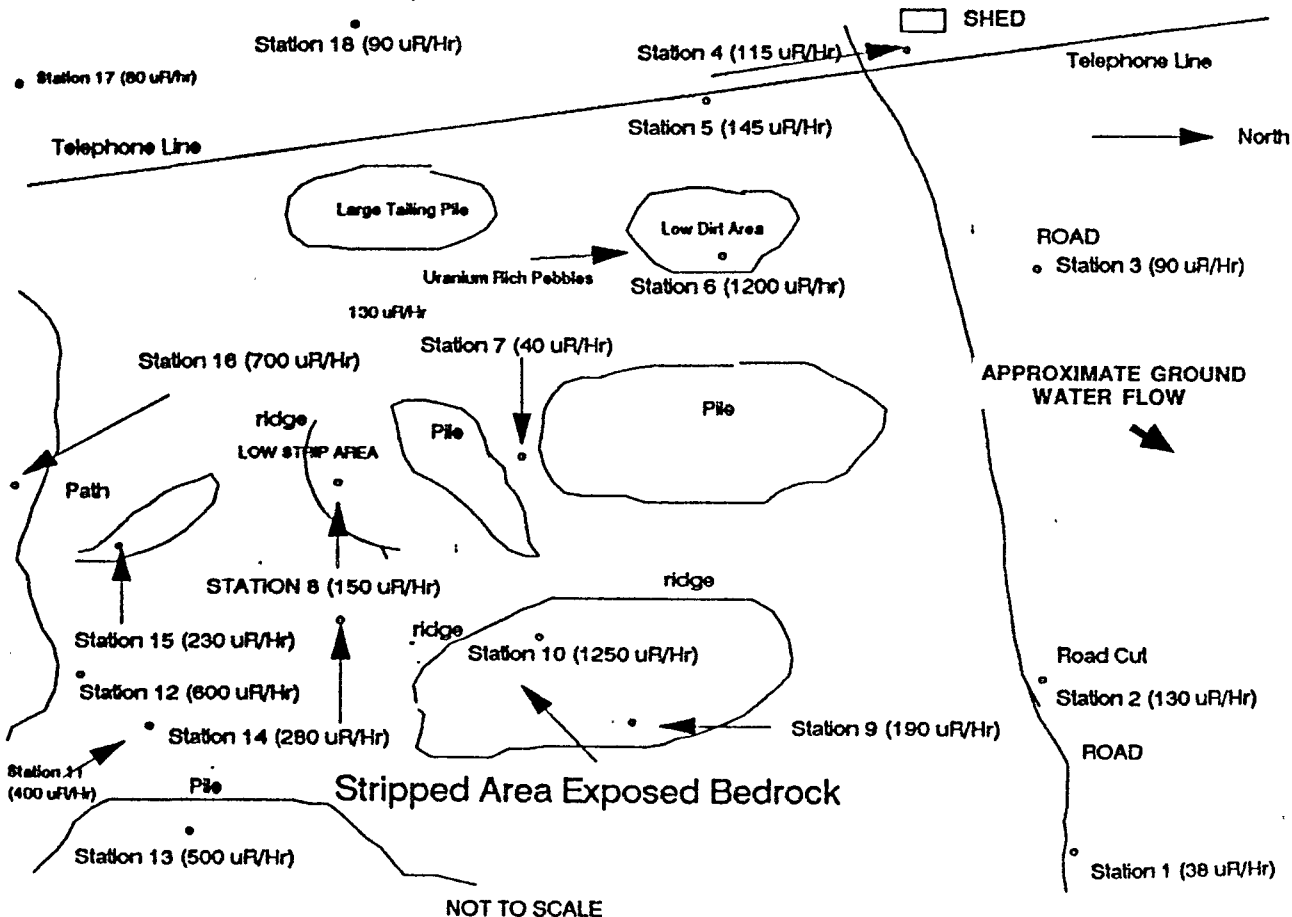 SHED
Station 18 (90 uR/Hr)
Station 4 (115 uR/Hr)
Telephone Line
Station 17 (80 uR/hr)
Station 5 (145 uR/Hr)
North
Telephone Line
Large Tailing Pile
Low Dirt Area
ROAD
Station 3 (90 uR/Hr)
Uranium Rich Pebbles
Station 6 (1200 uR/hr)
130 uR/Hr
Station 7 (40 uR/Hr)
Station 16 (700 uR/Hr)
APPROXIMATE GROUND
WATER FLOW
ridge
Pile
Pile
LOW STRIP AREA
Path
STATION 8 (150 uR/Hr)
ridge
ridge
Station 15 (230 uR/Hr)
Station 10 (1250 uR/Hr)
Road Cut
Station 12 (600 uR/Hr)
Station 2 (130 uR/Hr)
Station 14 (280 uR/Hr)
Station 9 (190 uR/Hr)
ROAD
Station 11
(400 uR/Hr)
Pile
Stripped Area Exposed Bedrock
Station 13 (500 uR/Hr)
Station 1 (38 uR/Hr)
NOT TO SCALE